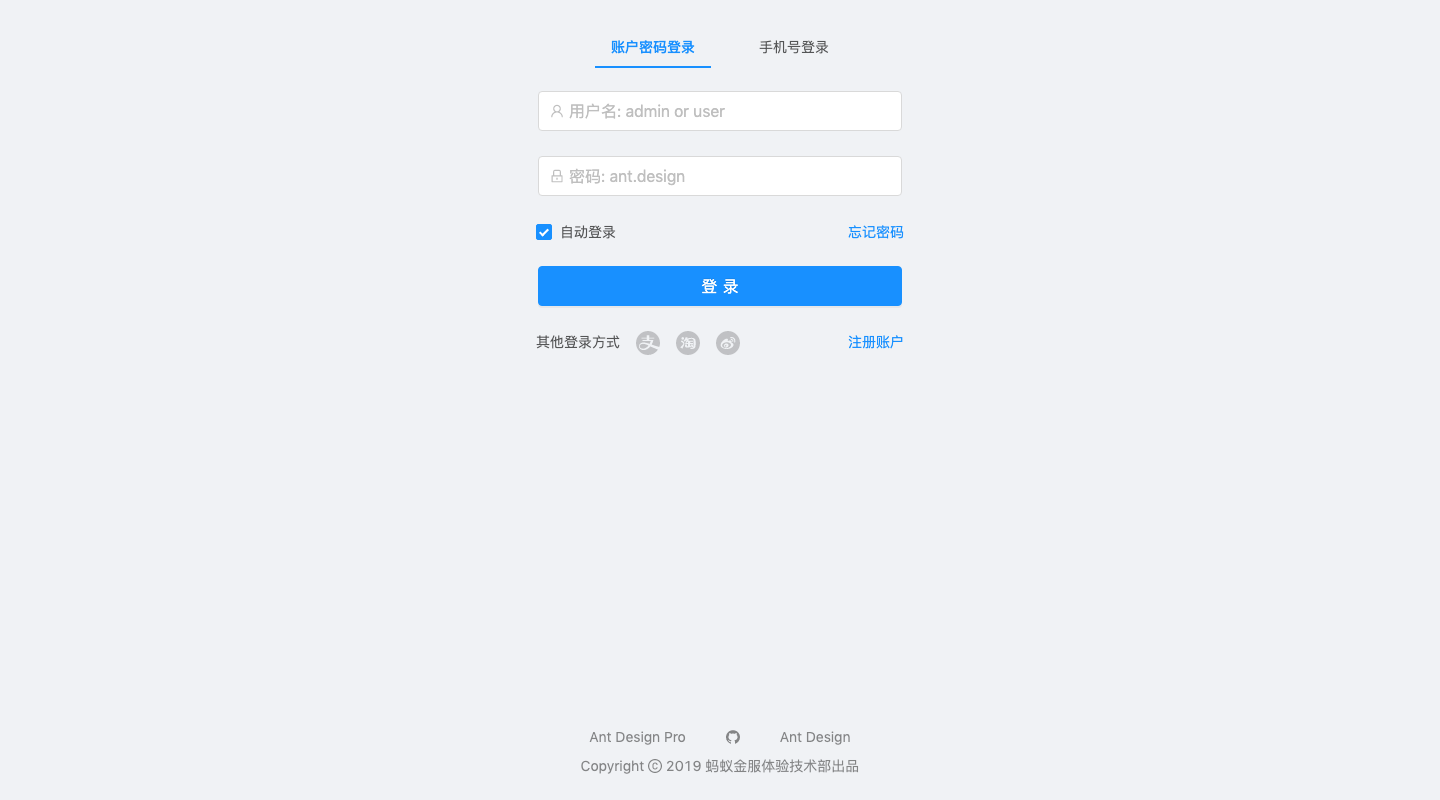 账户密码登录 手机号登录
用户名: admin or user
密码: ant.design
自动登录 忘记密码
登 录
其他登录方式 支 淘 注册账户
Ant Design Pro Ant Design
Copyright © 2019 蚂蚁金服体验技术部出品